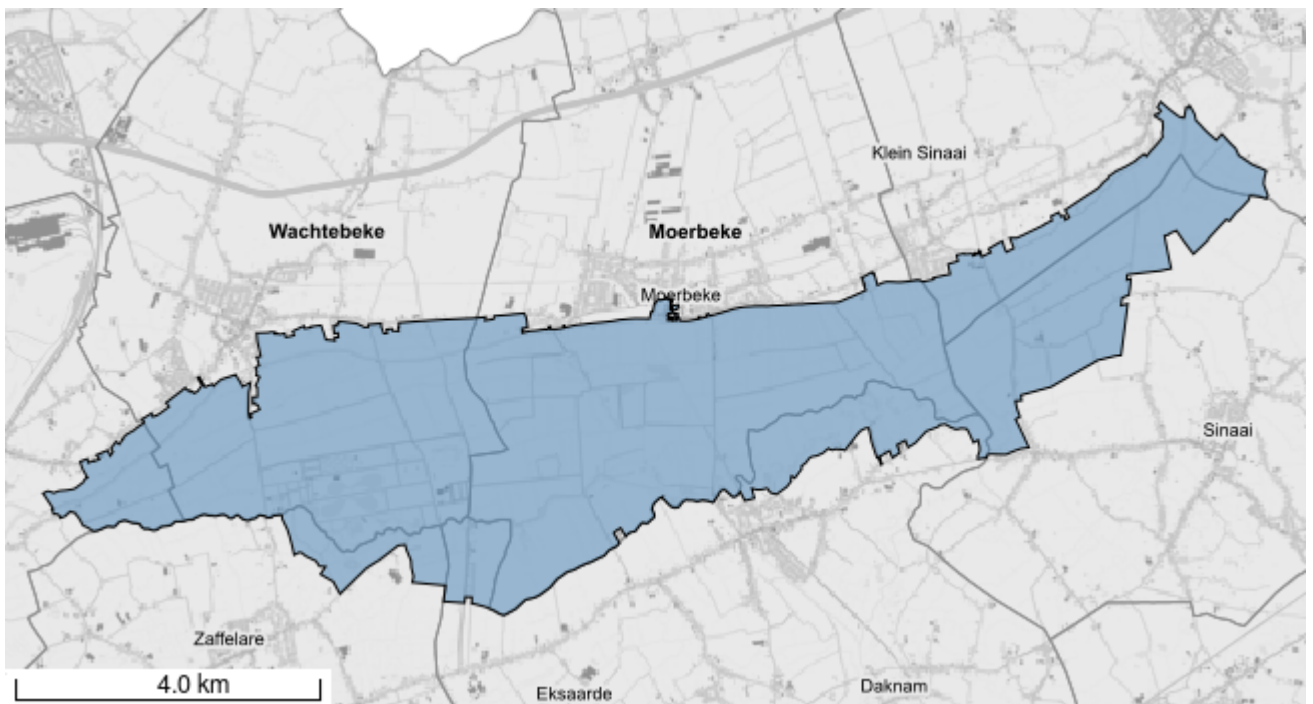 Klein Sinaai
Wachtebeke
Moerbeke
Moerbeke
Sinaai
Zaffelare
4.0 km
Eksaarde
Daknam